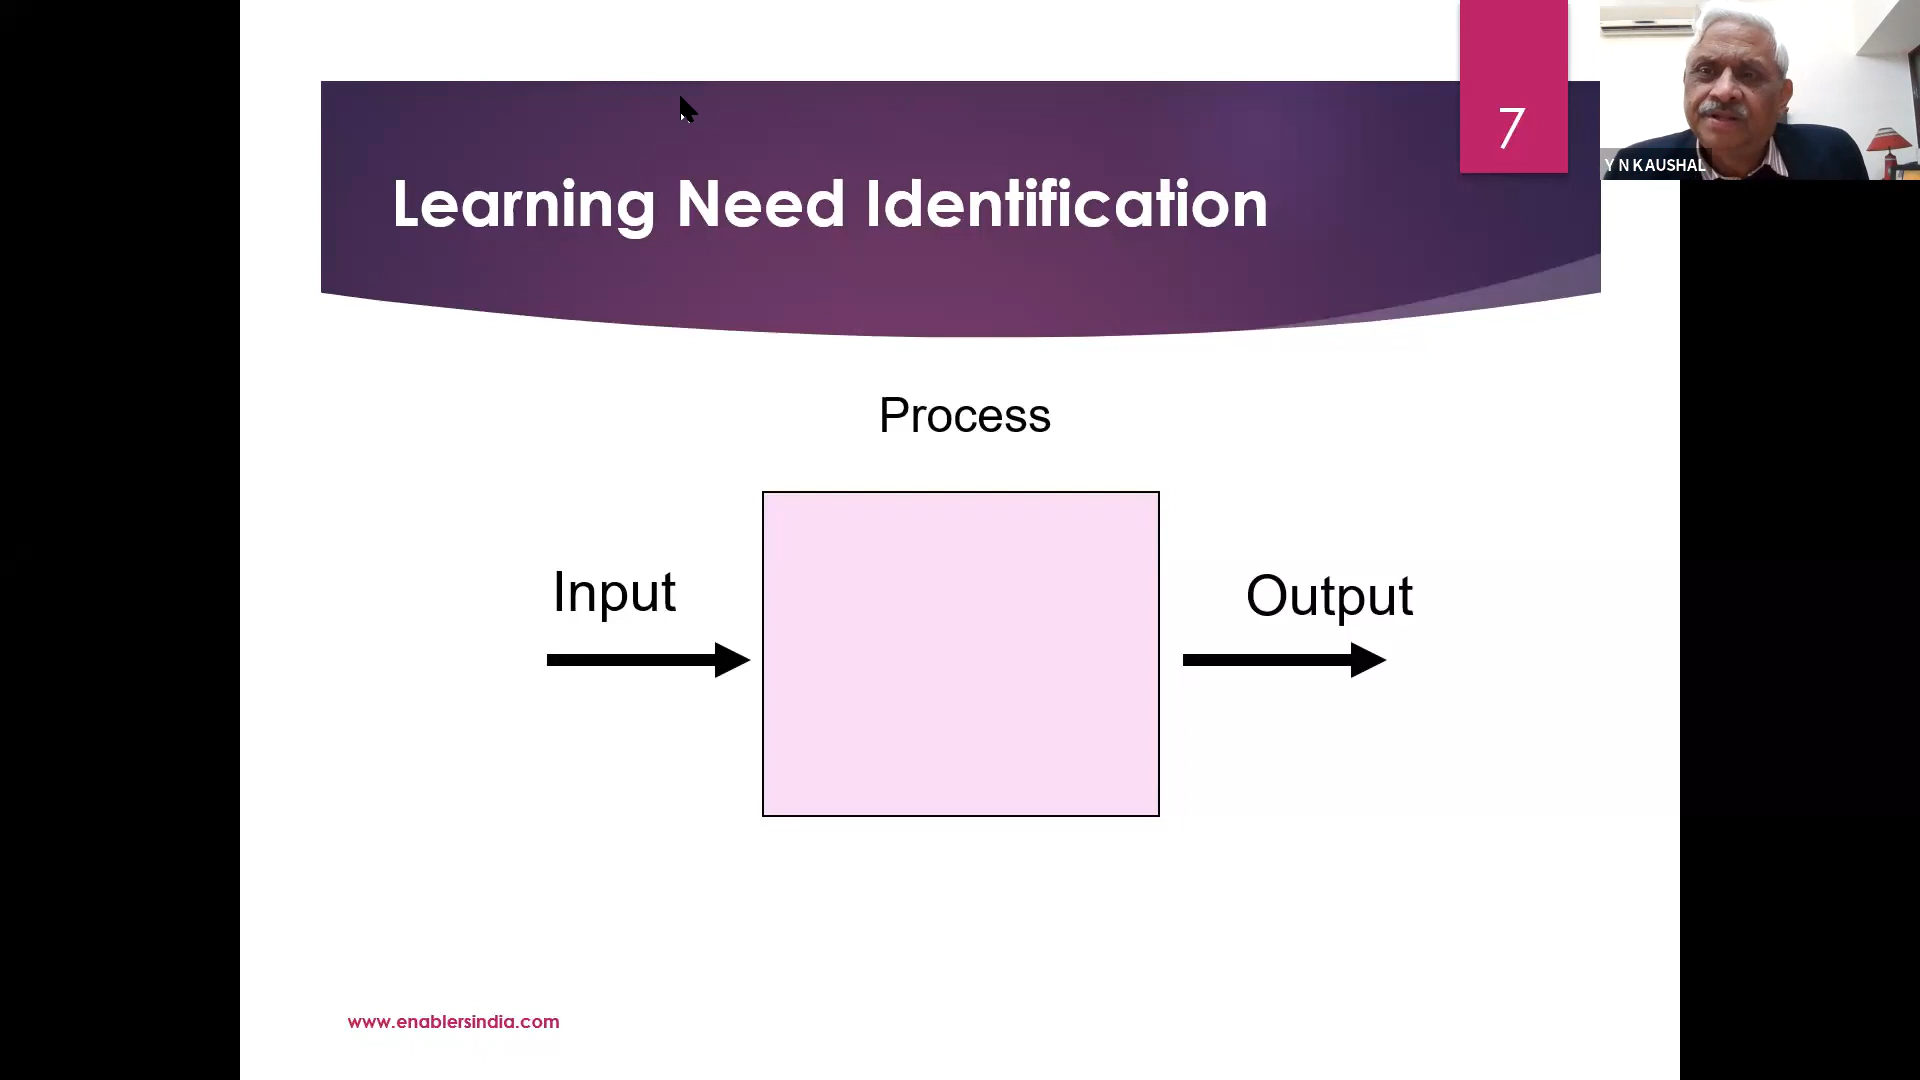 7
Y N KAUSHAL
Learning Need Identification
Process
Input
Output
www.enablersindia.com